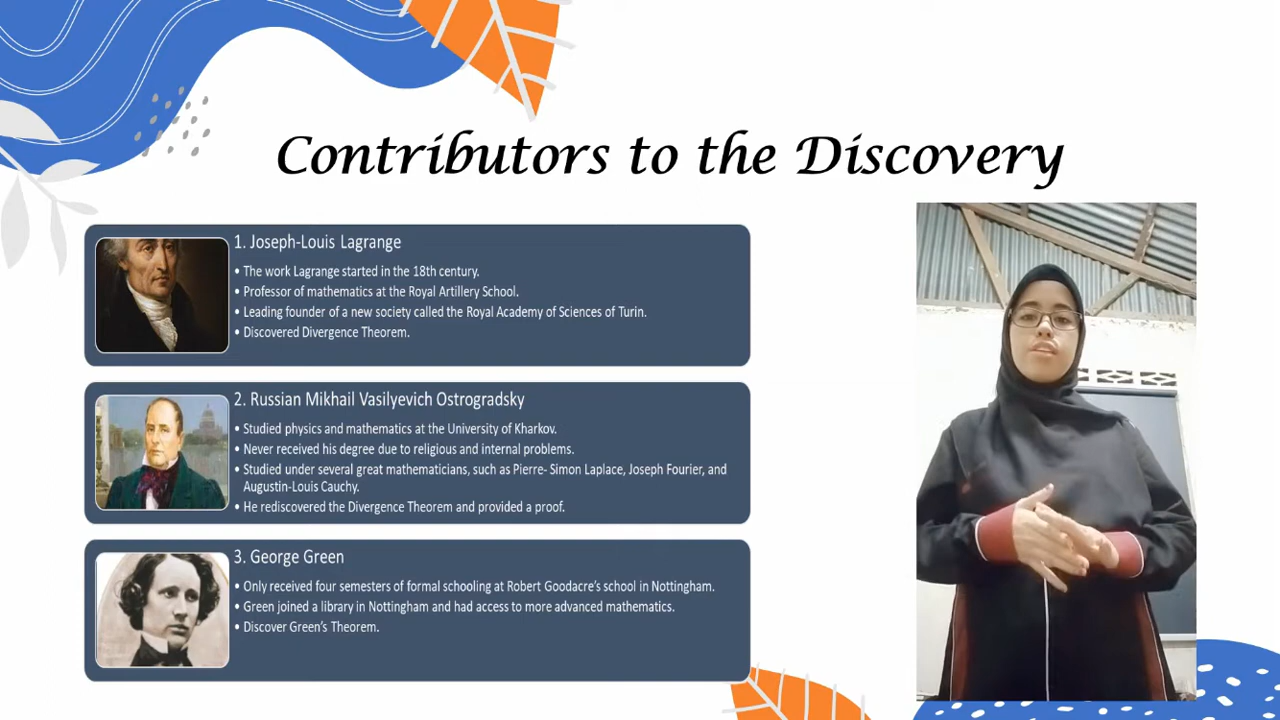 Contributors to the Discovery
1. Joseph-Louis Lagrange
• The work Lagrange started in the 18th century.
• Professor of mathematics at the Royal Artillery School.
• Leading founder of a new society called the Royal Academy of Sciences of Turin.
• Discovered Divergence Theorem.
2. Russian Mikhail Vasilyevich Ostrogradsky
• Studied physics and mathematics at the University of Kharkov.
• Never received his degree due to religious and internal problems.
• Studied under several great mathematicians, such as Pierre- Simon Laplace, Joseph Fourier, and
Augustin-Louis Cauchy.
• He rediscovered the Divergence Theorem and provided a proof.
3. George Green
• Only received four semesters of formal schooling at Robert Goodacre's school in Nottingham.
• Green joined a library in Nottingham and had access to more advanced mathematics.
• Discover Green's Theorem.